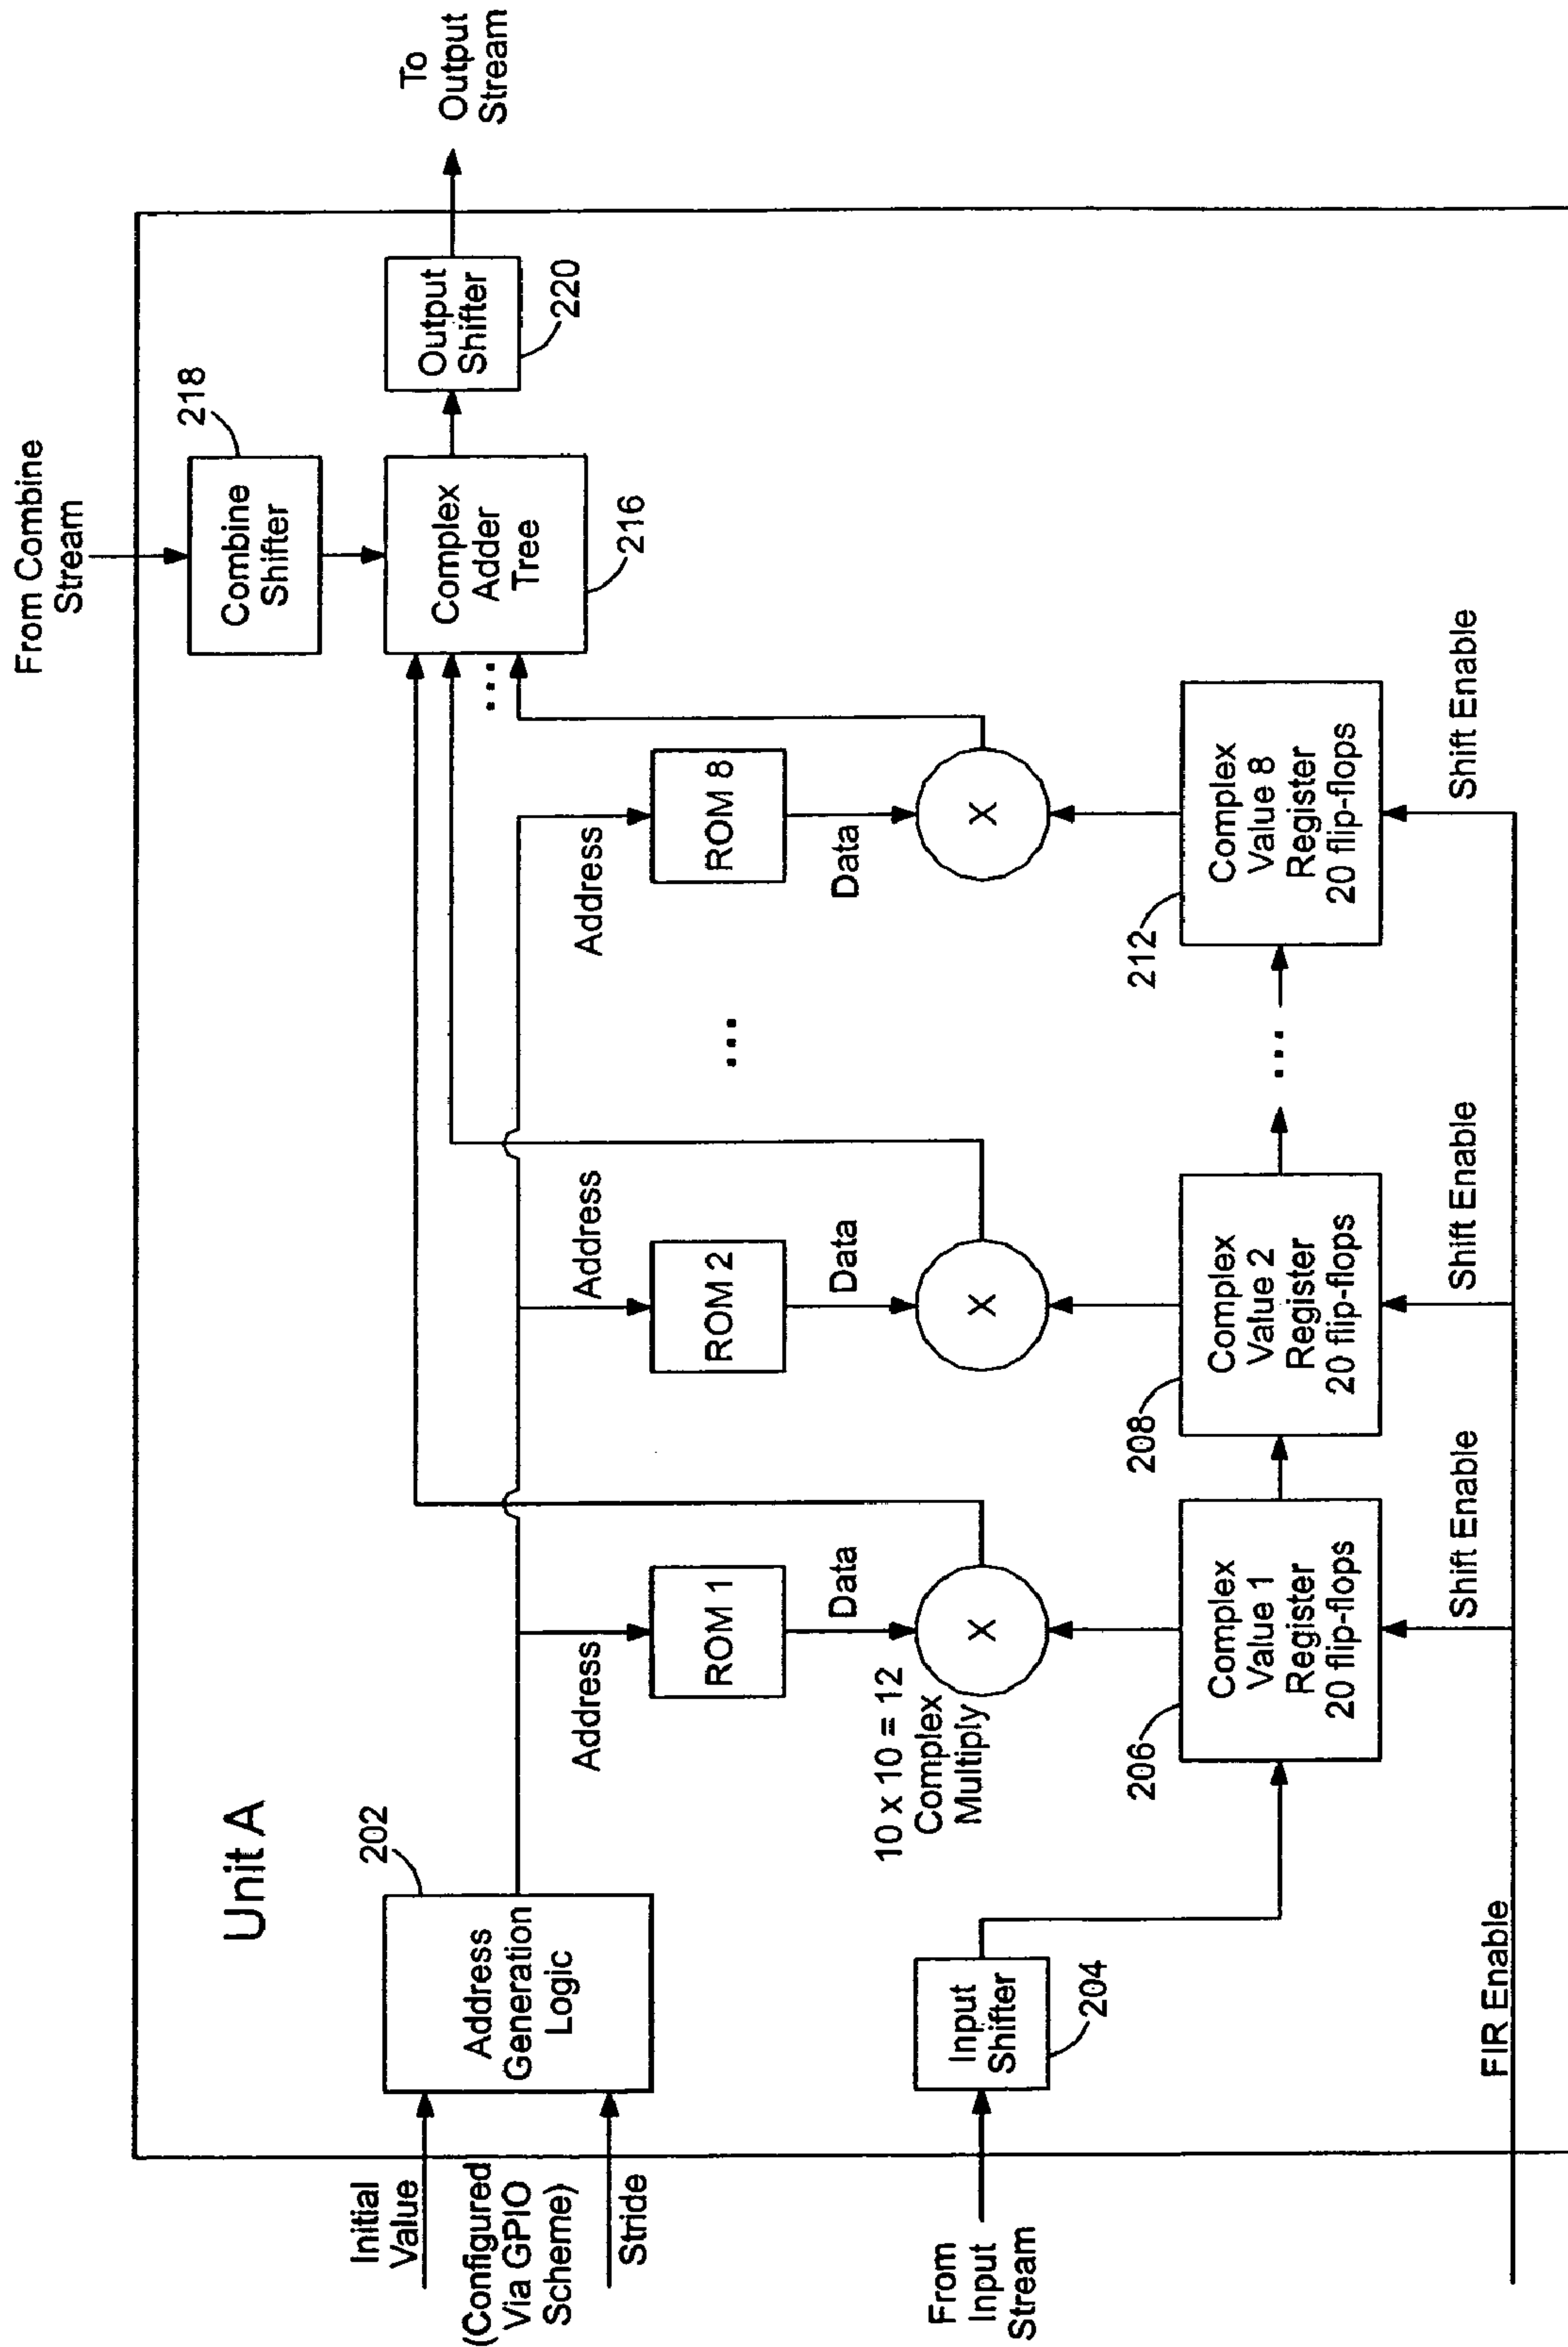 From Combine
Stream
218
Combine
Shifter
To
Output
Stream
Output
Shifter
220
Complex
Adder
Tree
216
...
Unit A
202
Initial
Value
(Configured
Via GPIO
Scheme)
Stride
Address
Generation
Logic
Address
Address
Address
ROM 1
ROM 2
...
ROM 8
Data
Data
Data
10 x 10 = 12
Complex
Multiply
X
X
X
From
Input
Stream
Input
Shifter
204
206
Complex
Value 1
Register
20 flip-flops
208
Complex
Value 2
Register
20 flip-flops
...
212
Complex
Value 8
Register
20 flip-flops
Shift Enable
Shift Enable
Shift Enable
FIR Enable